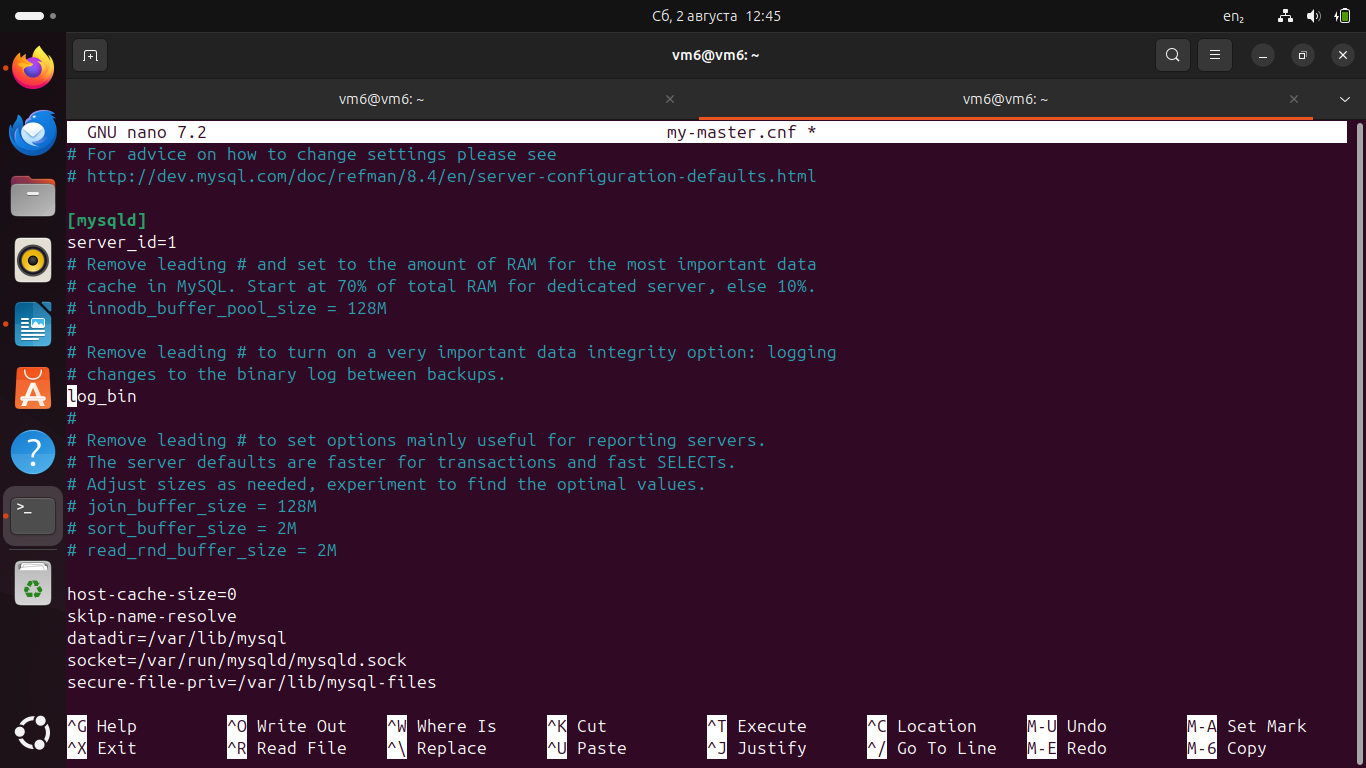 Сб, 2 августа 12:45
en₂
vm6@vm6: ~
vm6@vm6: ~
vm6@vm6: ~
GNU nano 7.2 my-master.cnf *
# For advice on how to change settings please see
# http://dev.mysql.com/doc/refman/8.4/en/server-configuration-defaults.html
[mysqld]
server_id=1
# Remove leading # and set to the amount of RAM for the most important data
# cache in MySQL. Start at 70% of total RAM for dedicated server, else 10%.
# innodb_buffer_pool_size = 128M
#
# Remove leading # to turn on a very important data integrity option: logging
# changes to the binary log between backups.
log_bin
#
# Remove leading # to set options mainly useful for reporting servers.
# The server defaults are faster for transactions and fast SELECTs.
# Adjust sizes as needed, experiment to find the optimal values.
# join_buffer_size = 128M
# sort_buffer_size = 2M
# read_rnd_buffer_size = 2M
host-cache-size=0
skip-name-resolve
datadir=/var/lib/mysql
socket=/var/run/mysqld/mysqld.sock
secure-file-priv=/var/lib/mysql-files
^G Help ^O Write Out ^W Where Is ^K Cut ^T Execute ^C Location M-U Undo M-A Set Mark
^X Exit ^R Read File ^\ Replace ^U Paste ^J Justify ^/ Go To Line M-E Redo M-6 Copy